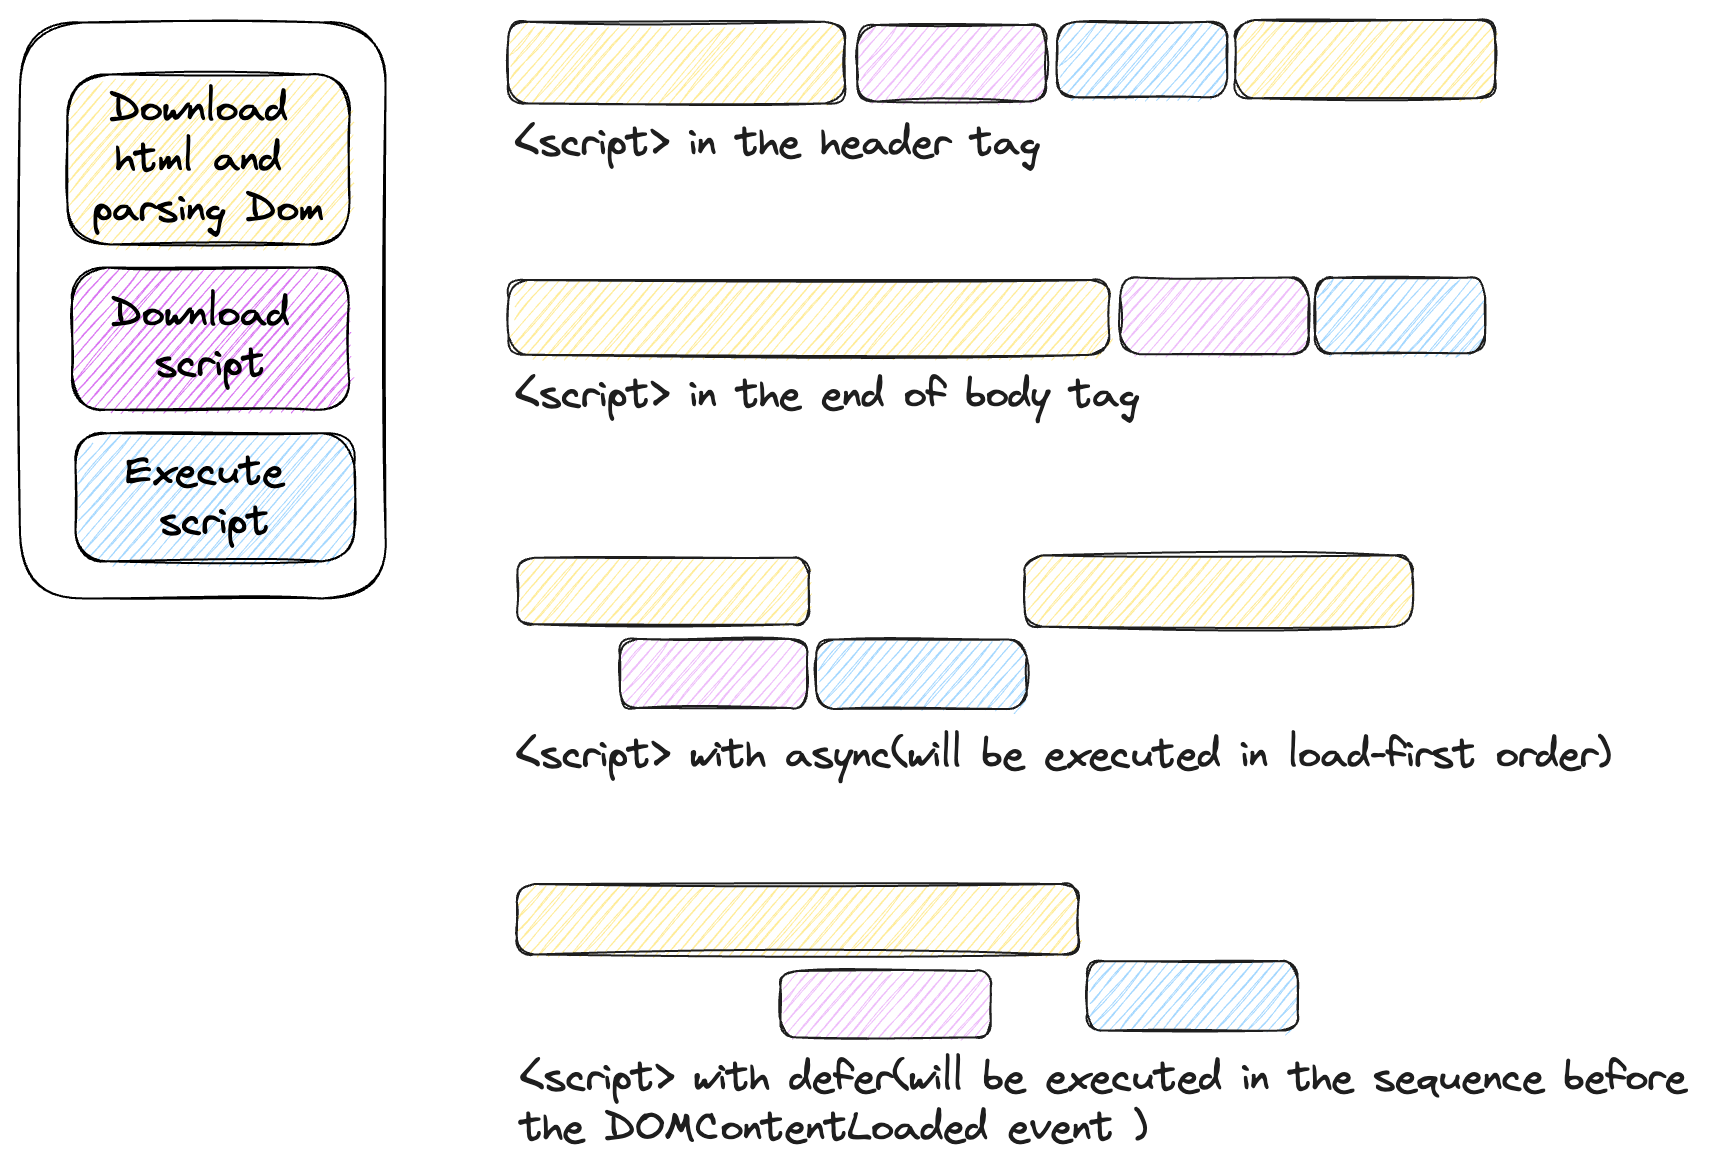 Download
html and
parsing Dom
Download
script
Execute
script
<script> in the header tag
<script> in the end of body tag
<script> with async(will be executed in load-first order)
<script> with defer(will be executed in the sequence before
the DOMContentLoaded event )